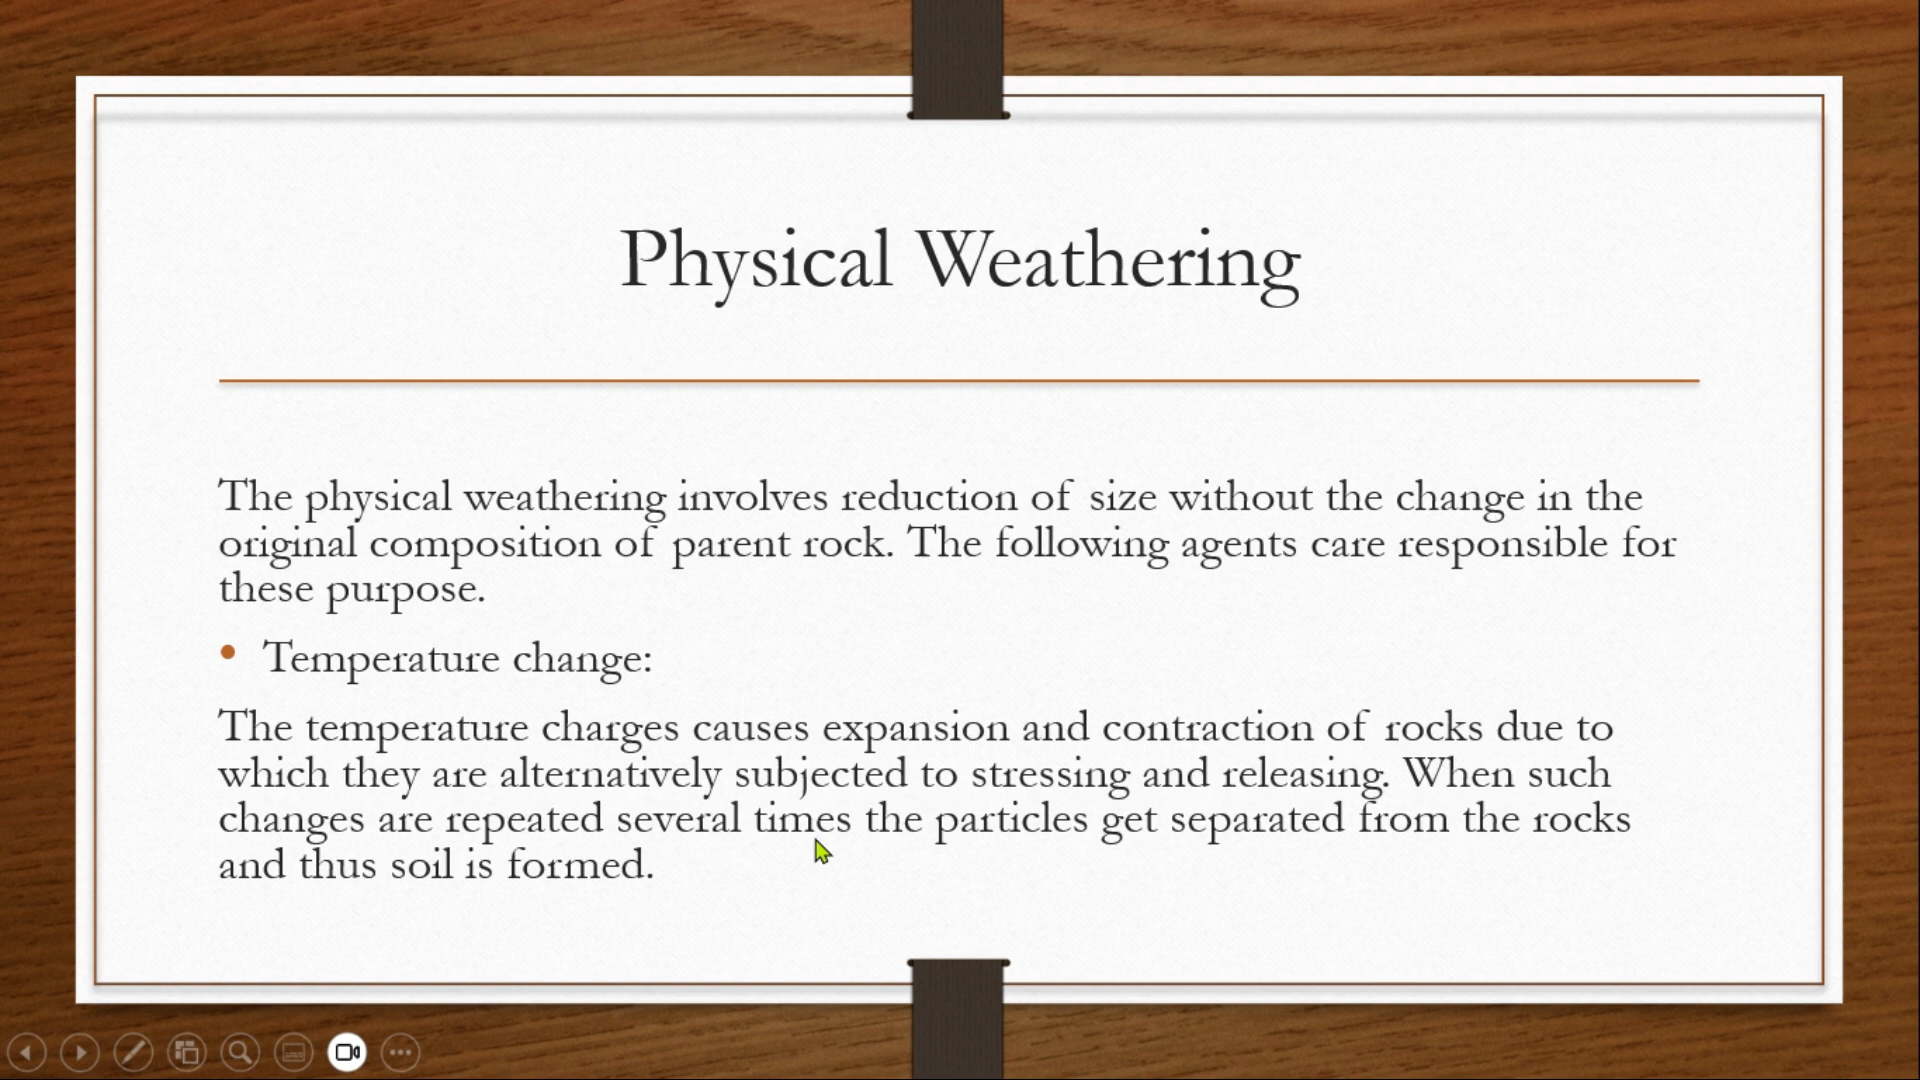 Physical Weathering
The physical weathering involves reduction of size without the change in the
original composition of parent rock. The following agents care responsible for
these purpose.
• Temperature change:
The temperature charges causes expansion and contraction of rocks due to
which they are alternatively subjected to stressing and releasing. When such
changes are repeated several times the particles get separated from the rocks
and thus soil is formed.